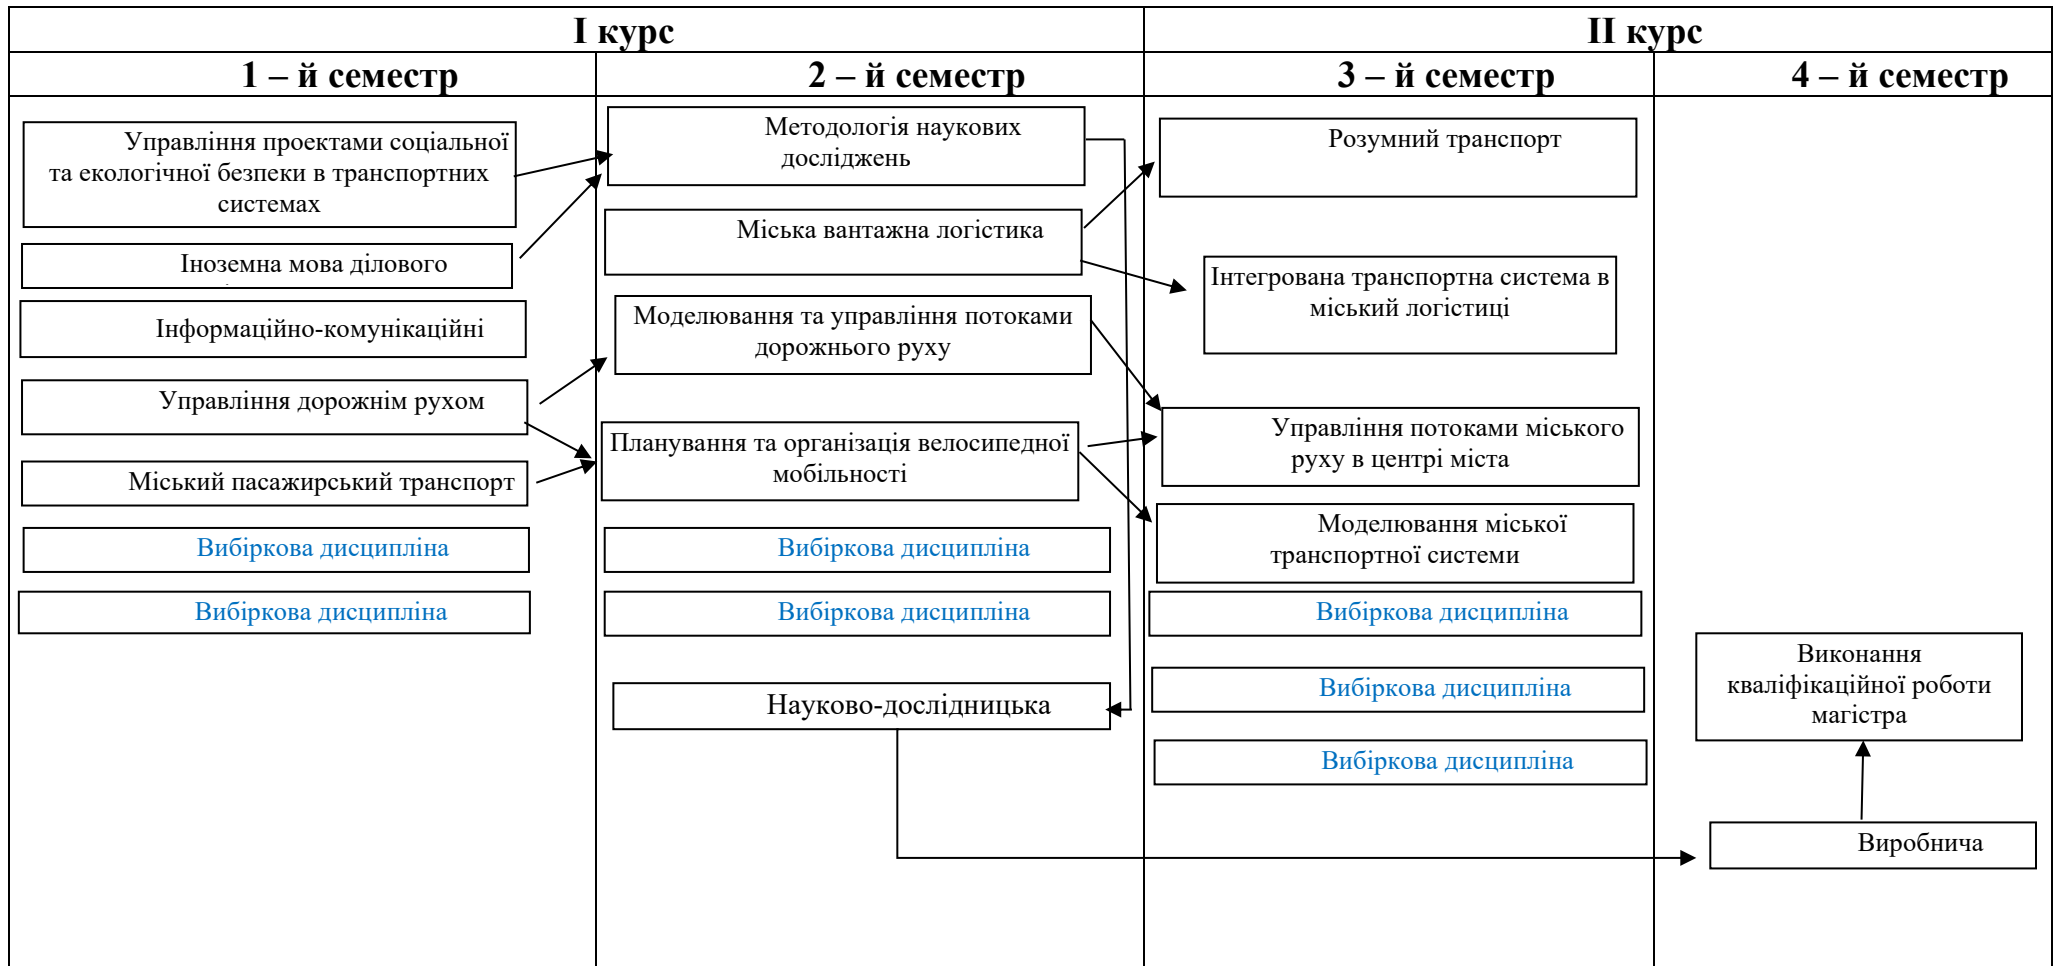 I курс
II курс
1 – й семестр
2 – й семестр
3 – й семестр
4 – й семестр
Управління проектами соціальної
та екологічної безпеки в транспортних
системах
Іноземна мова ділового
Інформаційно-комунікаційні
Управління дорожнім рухом
Міський пасажирський транспорт
Вибіркова дисципліна
Вибіркова дисципліна
Методологія наукових
досліджень
Міська вантажна логістика
Моделювання та управління потоками
дорожнього руху
Планування та організація велосипедної
мобільності
Вибіркова дисципліна
Вибіркова дисципліна
Науково-дослідницька
Розумний транспорт
Інтегрована транспортна система в
міський логістиці
Управління потоками міського
руху в центрі міста
Моделювання міської
транспортної системи
Вибіркова дисципліна
Вибіркова дисципліна
Вибіркова дисципліна
Виконання
кваліфікаційної роботи
магістра
Виробнича